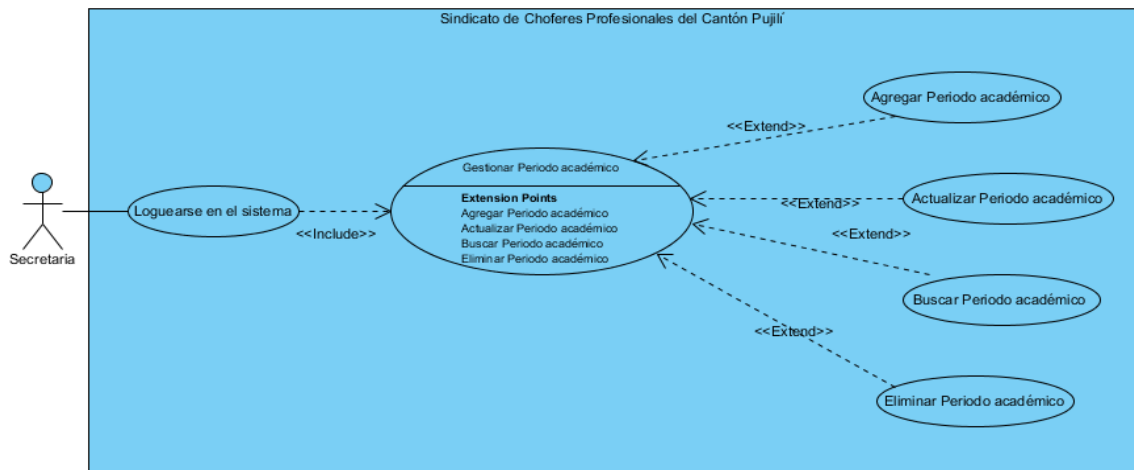 Sindicato de Choferes Profesionales del Cantón Pujilí
Agregar Periodo académico
<<Extend>>
Gestionar Periodo académico
Extension Points
Agregar Periodo académico
Actualizar Periodo académico
Buscar Periodo académico
Eliminar Periodo académico
Loguearse en el sistema
<<Include>>
Secretaria
Actualizar Periodo académico
<<Extend>>
<<Extend>>
Buscar Periodo académico
<<Extend>>
Eliminar Periodo académico